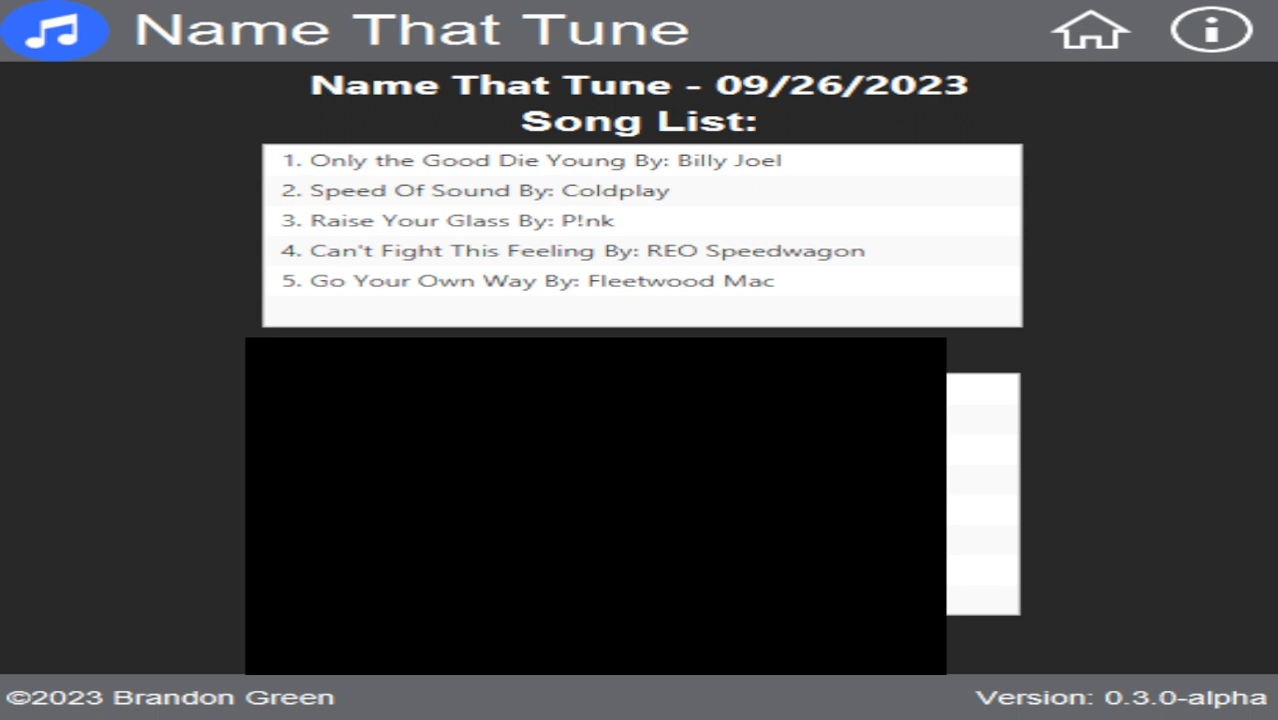 Name That Tune
Name That Tune - 09/26/2023
Song List:
1. Only the Good Die Young By: Billy Joel
2. Speed Of Sound By: Coldplay
3. Raise Your Glass By: P!nk
4. Can't Fight This Feeling By: REO Speedwagon
5. Go Your Own Way By: Fleetwood Mac
©2023 Brandon Green
Version: 0.3.0-alpha